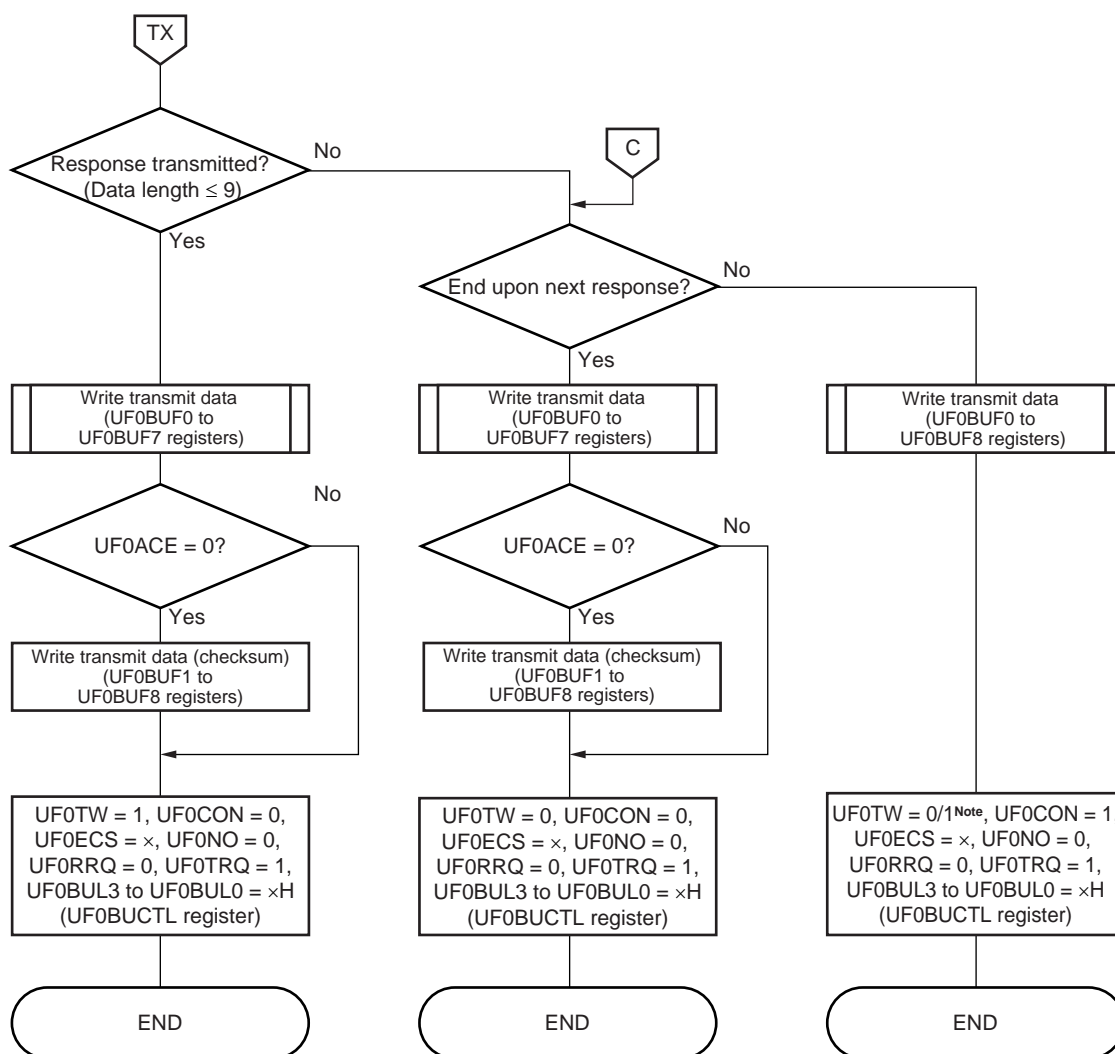 TX
Response transmitted?
(Data length ≤ 9)
No
Yes
C
End upon next response?
No
Yes
Write transmit data
(UF0BUF0 to
UF0BUF7 registers)
Write transmit data
(UF0BUF0 to
UF0BUF7 registers)
Write transmit data
(UF0BUF0 to
UF0BUF8 registers)
UF0ACE = 0?
No
Yes
UF0ACE = 0?
No
Yes
Write transmit data (checksum)
(UF0BUF1 to
UF0BUF8 registers)
Write transmit data (checksum)
(UF0BUF1 to
UF0BUF8 registers)
UF0TW = 1, UF0CON = 0,
UF0ECS = ×, UF0NO = 0,
UF0RRQ = 0, UF0TRQ = 1,
UF0BUL3 to UF0BUL0 = ×H
(UF0BUCTL register)
UF0TW = 0, UF0CON = 0,
UF0ECS = ×, UF0NO = 0,
UF0RRQ = 0, UF0TRQ = 1,
UF0BUL3 to UF0BUL0 = ×H
(UF0BUCTL register)
UF0TW = 0/1Note, UF0CON = 1,
UF0ECS = ×, UF0NO = 0,
UF0RRQ = 0, UF0TRQ = 1,
UF0BUL3 to UF0BUL0 = ×H
(UF0BUCTL register)
END
END
END